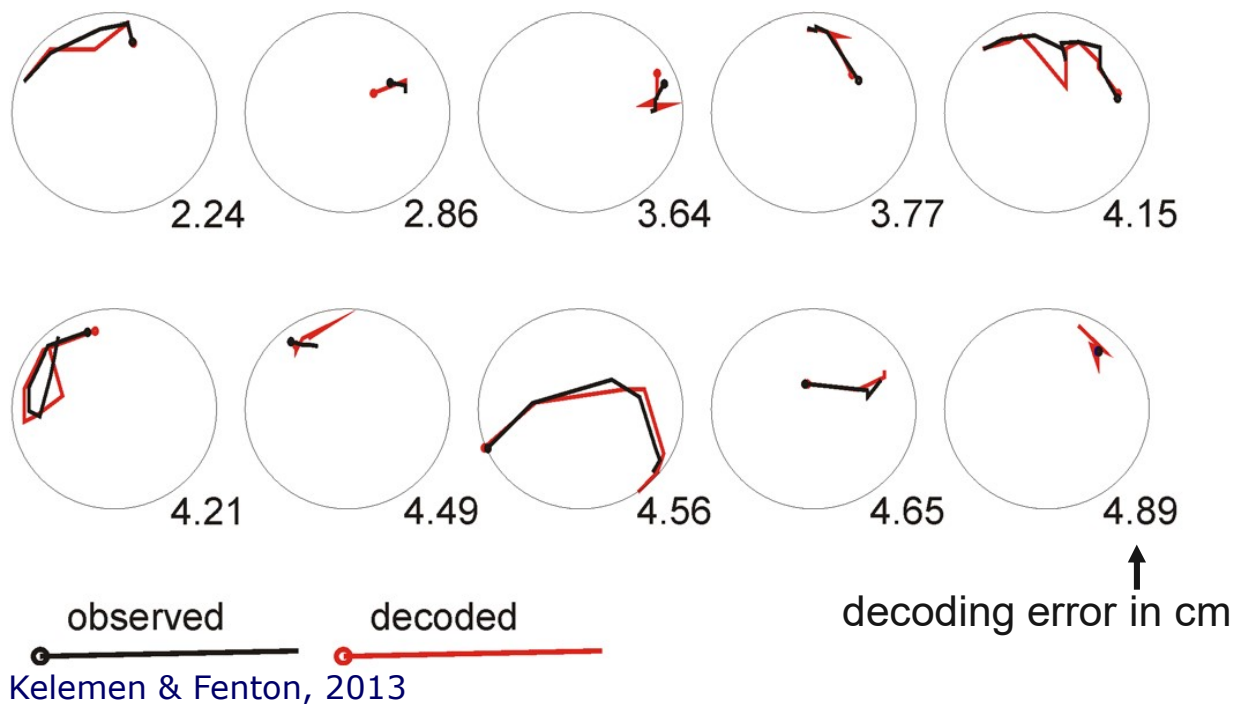 2.24 2.86 3.64 3.77 4.15
4.21 4.49 4.56 4.65 4.89
observed decoded
decoding error in cm
Kelemen & Fenton, 2013